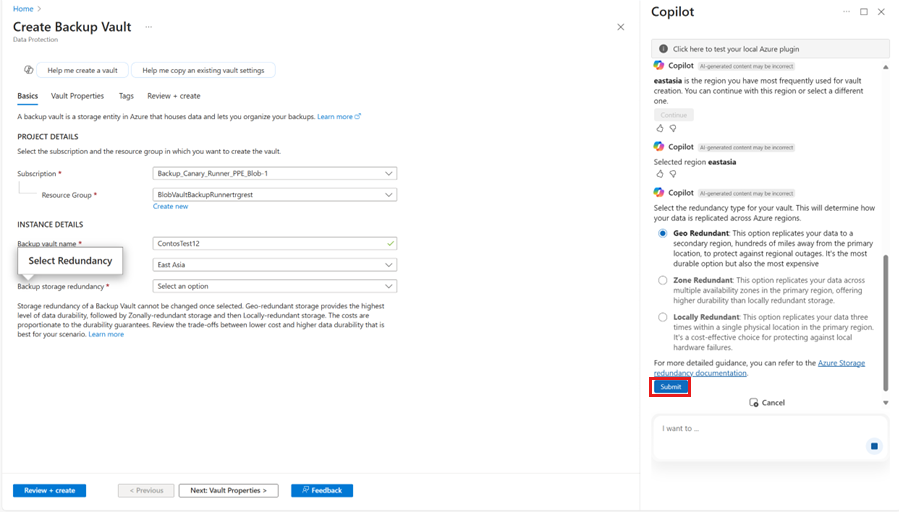 Home >
Create Backup Vault ...
Data Protection
Help me create a vault
Help me copy an existing vault settings
Basics
Vault Properties
Tags
Review + create
A backup vault is a storage entity in Azure that houses data and lets you organize your backups. Learn more
PROJECT DETAILS
Select the subscription and the resource group in which you want to create the vault.
Subscription *
Backup_Canary_Runner_PPE_Blob-1
Resource Group *
BlobVaultBackupRunnertrgrest
Create new
INSTANCE DETAILS
Backup vault name *
ContosTest12
Select Redundancy
East Asia
Backup storage redundancy *
Select an option
Storage redundancy of a Backup Vault cannot be changed once selected. Geo-redundant storage provides the highest
level of data durability, followed by Zonally-redundant storage and then Locally-redundant storage. The costs are
proportionate to the durability guarantees. Review the trade-offs between lower cost and higher data durability that is
best for your scenario. Learn more
Review + create
< Previous
Next: Vault Properties >
Feedback
Copilot
Click here to test your local Azure plugin
Copilot
AI-generated content may be incorrect
eastasia is the region you have most frequently used for vault
creation. You can continue with this region or select a different
one.
Continue
Copilot
AI-generated content may be incorrect
Selected region eastasia
Copilot
AI-generated content may be incorrect
Select the redundancy type for your vault. This will determine how
your data is replicated across Azure regions.
Geo Redundant: This option replicates your data to a
secondary region, hundreds of miles away from the primary
location, to protect against regional outages. It's the most
durable option but also the most expensive
Zone Redundant: This option replicates your data across
multiple availability zones in the primary region, offering
higher durability than locally redundant storage.
Locally Redundant: This option replicates your data three
times within a single physical location in the primary region.
It's a cost-effective choice for protecting against local
hardware failures.
For more detailed guidance, you can refer to the Azure Storage
redundancy documentation.
Submit
Cancel
I want to ...